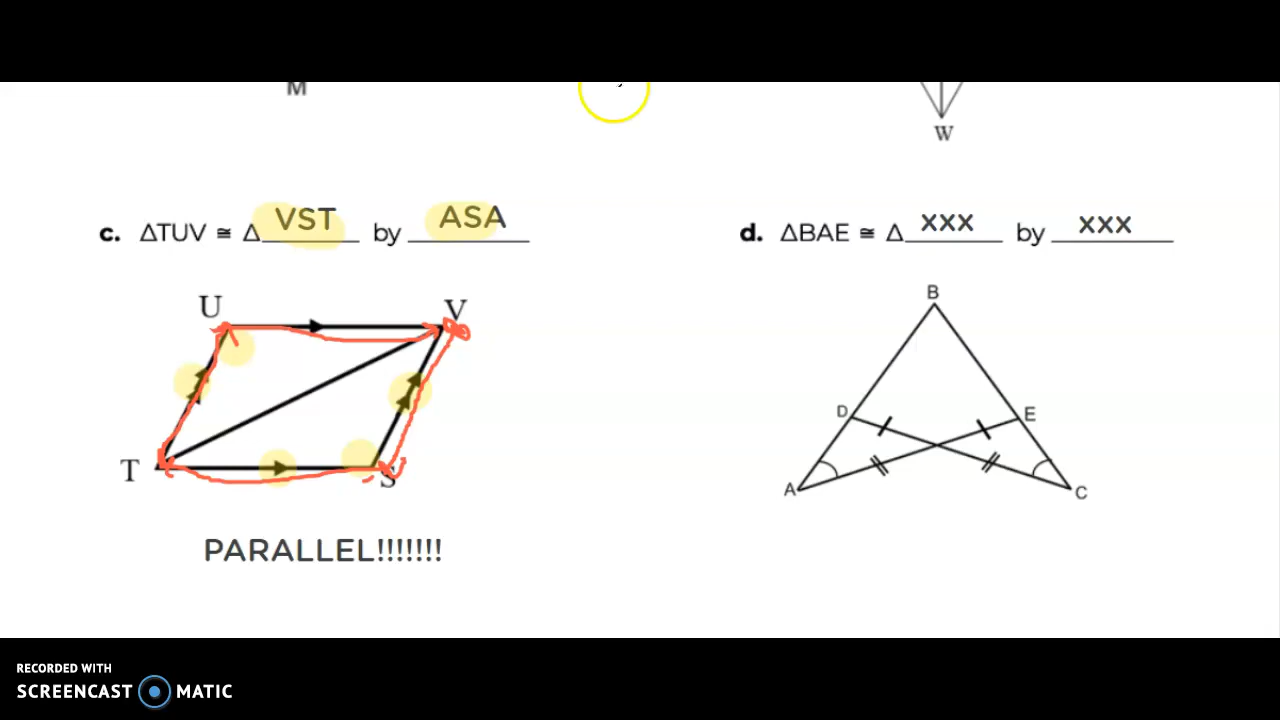 M
W
c. ΔTUV ≅ Δ VST by ASA
d. ΔBAE ≅ Δ XXX by XXX
U V
T S
PARALLEL!!!!!!!
B
D E
A C
RECORDED WITH
SCREENCAST MATIC